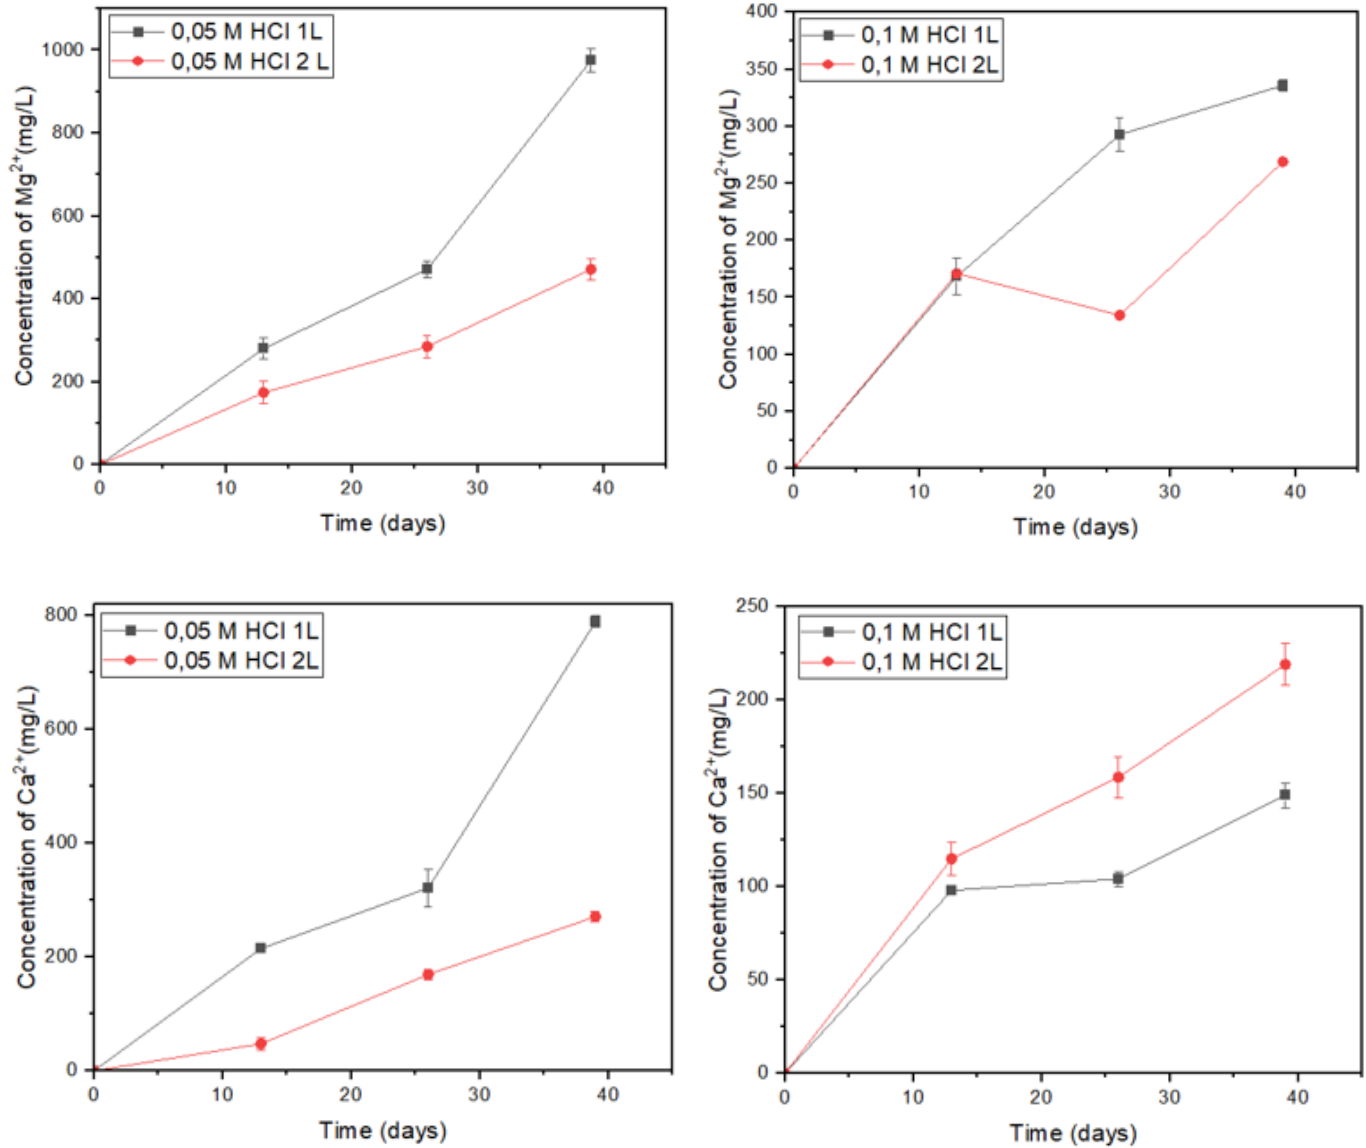 0,05 M HCl 1L
0,05 M HCl 2 L
1000
800
600
400
200
0
Concentration of Mg²⁺(mg/L)
0 10 20 30 40
Time (days)
0,1 M HCl 1L
0,1 M HCl 2L
400
350
300
250
200
150
100
50
0
Concentration of Mg²⁺(mg/L)
0 10 20 30 40
Time (days)
0,05 M HCl 1L
0,05 M HCl 2L
800
600
400
200
0
Concentration of Ca²⁺(mg/L)
0 10 20 30 40
Time (days)
0,1 M HCl 1L
0,1 M HCl 2L
250
200
150
100
50
0
Concentration of Ca²⁺(mg/L)
0 10 20 30 40
Time (days)